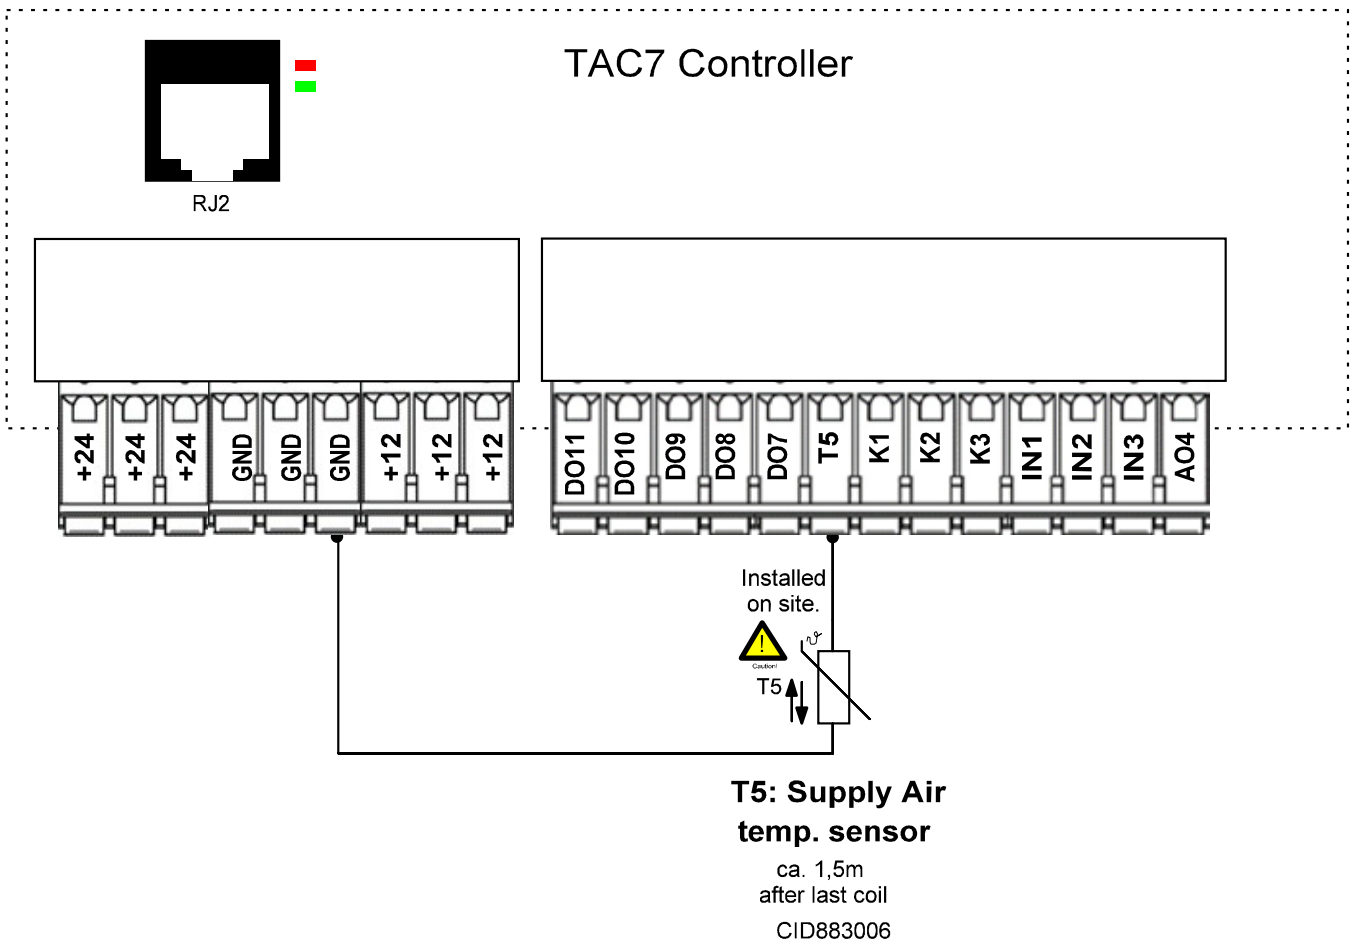 TAC7 Controller
RJ2
+24 +24 +24 GND GND GND +12 +12 +12 DO11 DO10 DO9 DO8 DO7 T5 K1 K2 K3 IN1 IN2 IN3 AO4
Installed
on site.
ϑ
!
Caution!
T5
T5: Supply Air
temp. sensor
ca. 1,5m
after last coil
CID883006